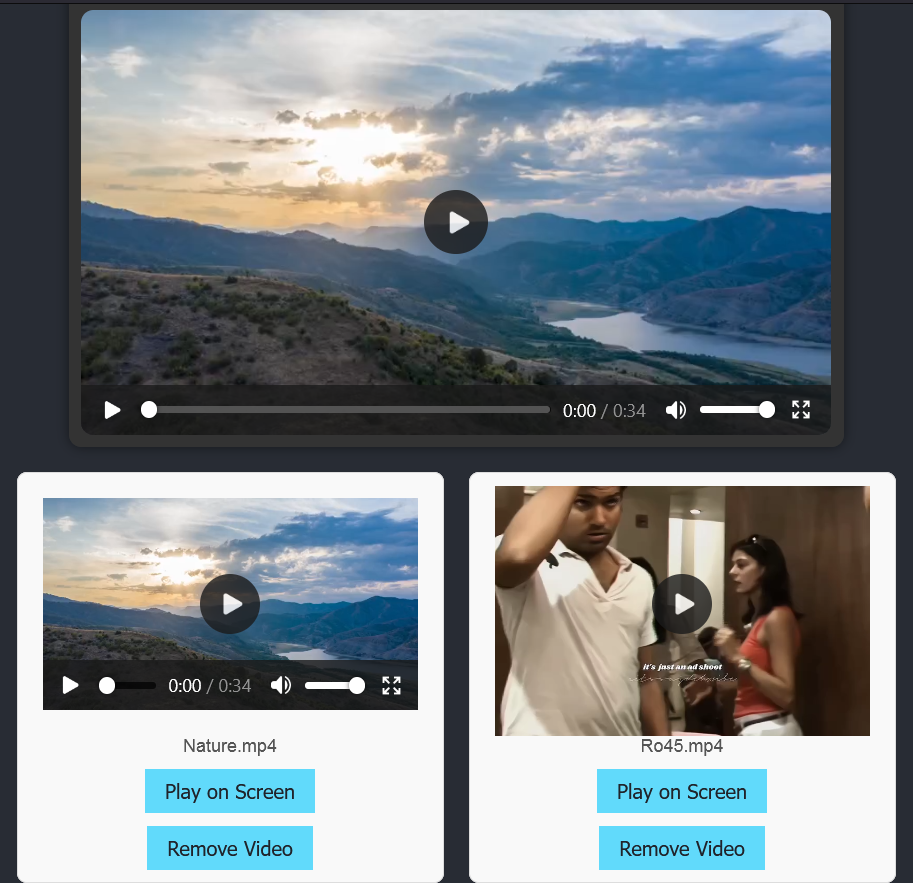 0:00 / 0:34
0:00 / 0:34
Nature.mp4
Play on Screen
Remove Video
it's just an ad shoot
Ro45.mp4
Play on Screen
Remove Video